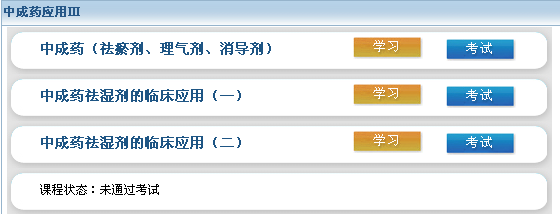 中成药应用Ⅲ
中成药（祛瘀剂、理气剂、消导剂） 学习 考试
中成药祛湿剂的临床应用（一） 学习 考试
中成药祛湿剂的临床应用（二） 学习 考试
课程状态：未通过考试